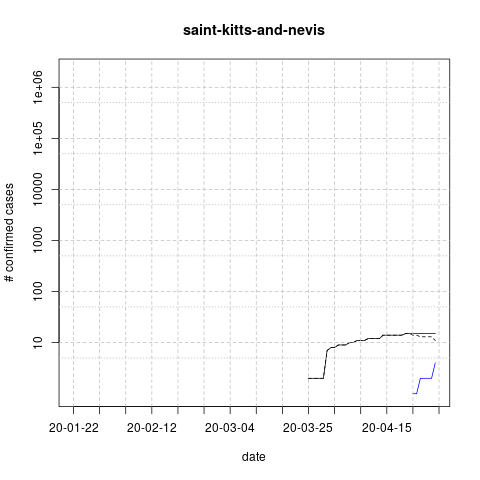 saint-kitts-and-nevis
# confirmed cases
1e+06
1e+05
10000
1000
100
10
20-01-22 20-02-12 20-03-04 20-03-25 20-04-15
date